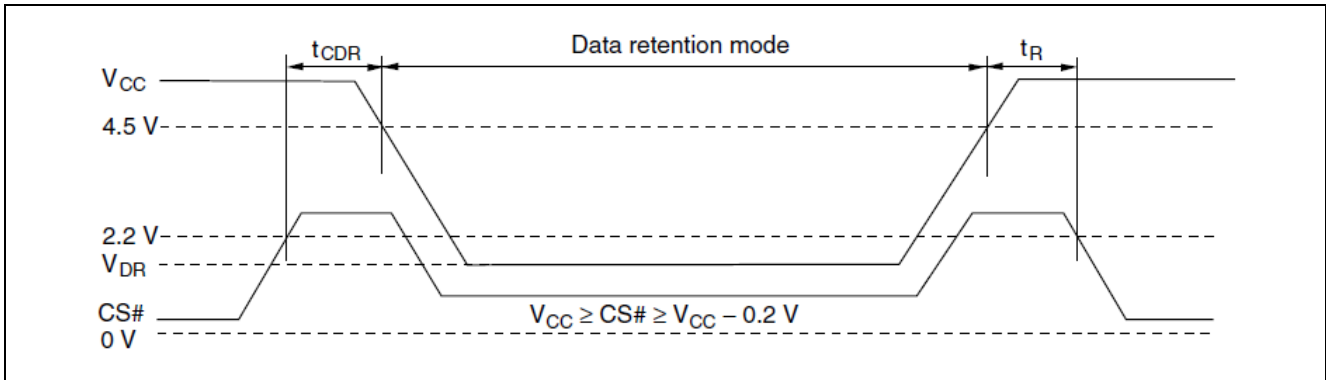 tCDR
Data retention mode
tR
VCC
4.5 V
2.2 V
VDR
CS#
VCC ≥ CS# ≥ VCC – 0.2 V
0 V